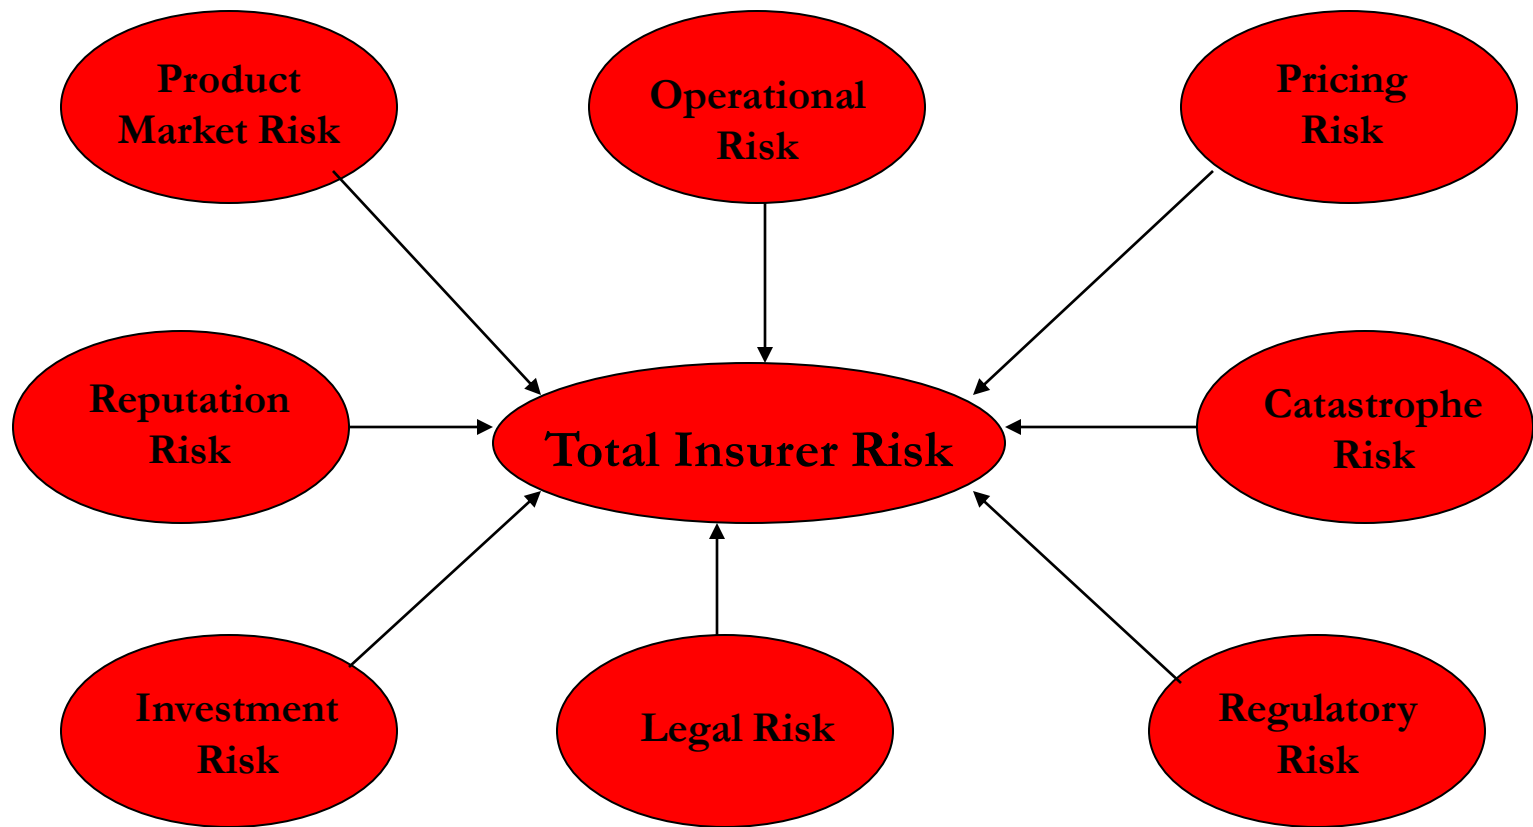 Product
Market Risk
Operational
Risk
Pricing
Risk
Reputation
Risk
Total Insurer Risk
Catastrophe
Risk
Investment
Risk
Legal Risk
Regulatory
Risk